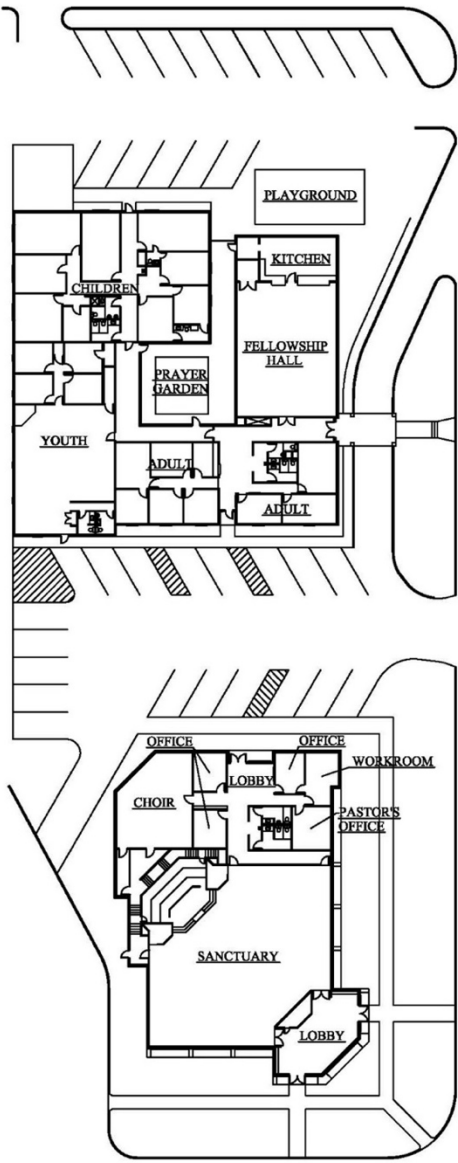 PLAYGROUND
KITCHEN
CHILDREN
FELLOWSHIP
HALL
PRAYER
GARDEN
YOUTH
ADULT
ADULT
OFFICE
OFFICE
LOBBY
WORKROOM
CHOIR
PASTOR'S
OFFICE
SANCTUARY
LOBBY